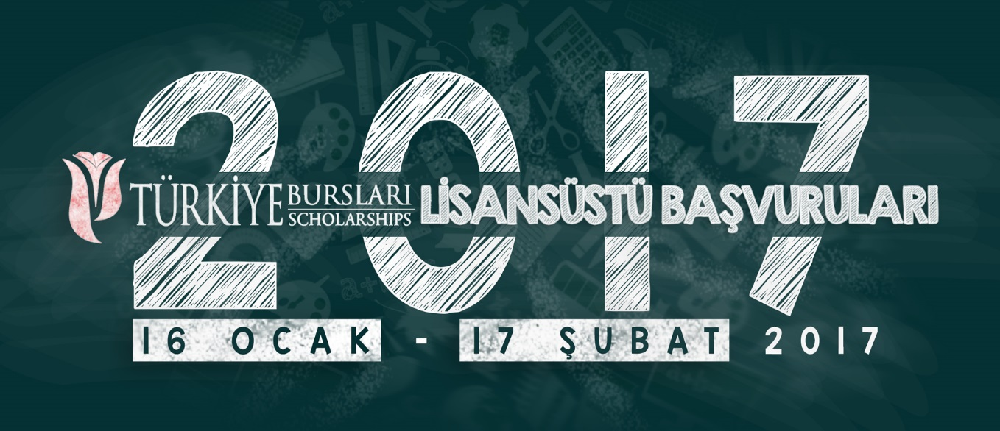 2017
TÜRKİYE BURSLARI
SCHOLARSHIPS
LİSANSÜSTÜ BAŞVURULARI
16 OCAK - 17 ŞUBAT 2017